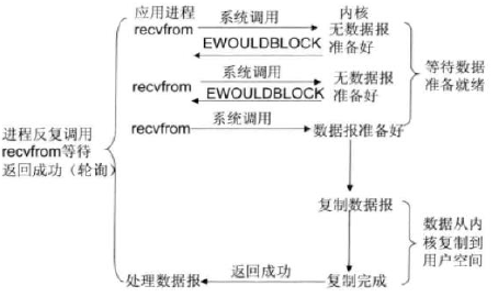 应用进程 系统调用 内核
recvfrom 无数据报
EWOULDBLOCK 准备好
系统调用
recvfrom 无数据报
EWOULDBLOCK 准备好
等待数据
准备就绪
系统调用
recvfrom 数据报准备好
进程反复调用
recvfrom等待
返回成功（轮询）
复制数据报
数据从内
核复制到
用户空间
返回成功
处理数据报 复制完成